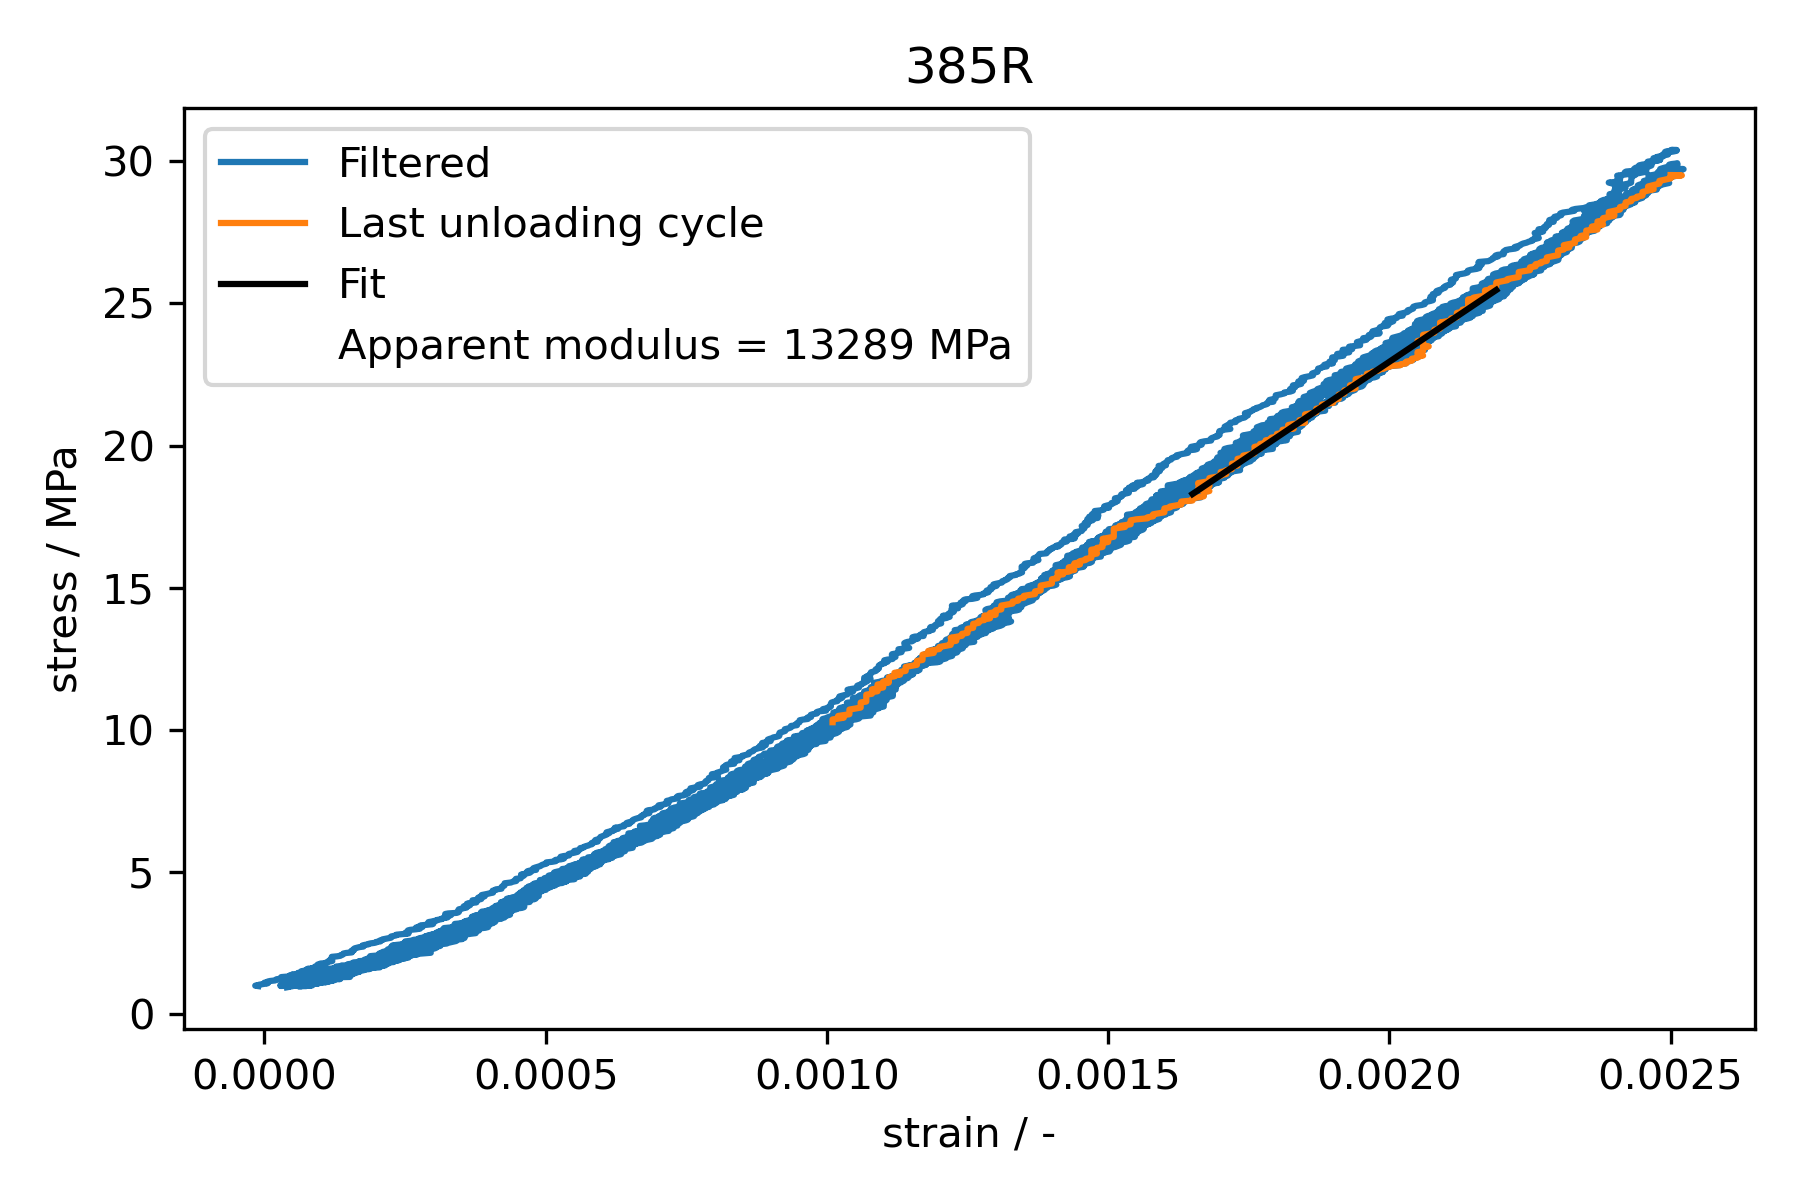 385R
Filtered
Last unloading cycle
Fit
Apparent modulus = 13289 MPa
30
25
20
15
10
5
0
stress / MPa
0.0000 0.0005 0.0010 0.0015 0.0020 0.0025
strain / -